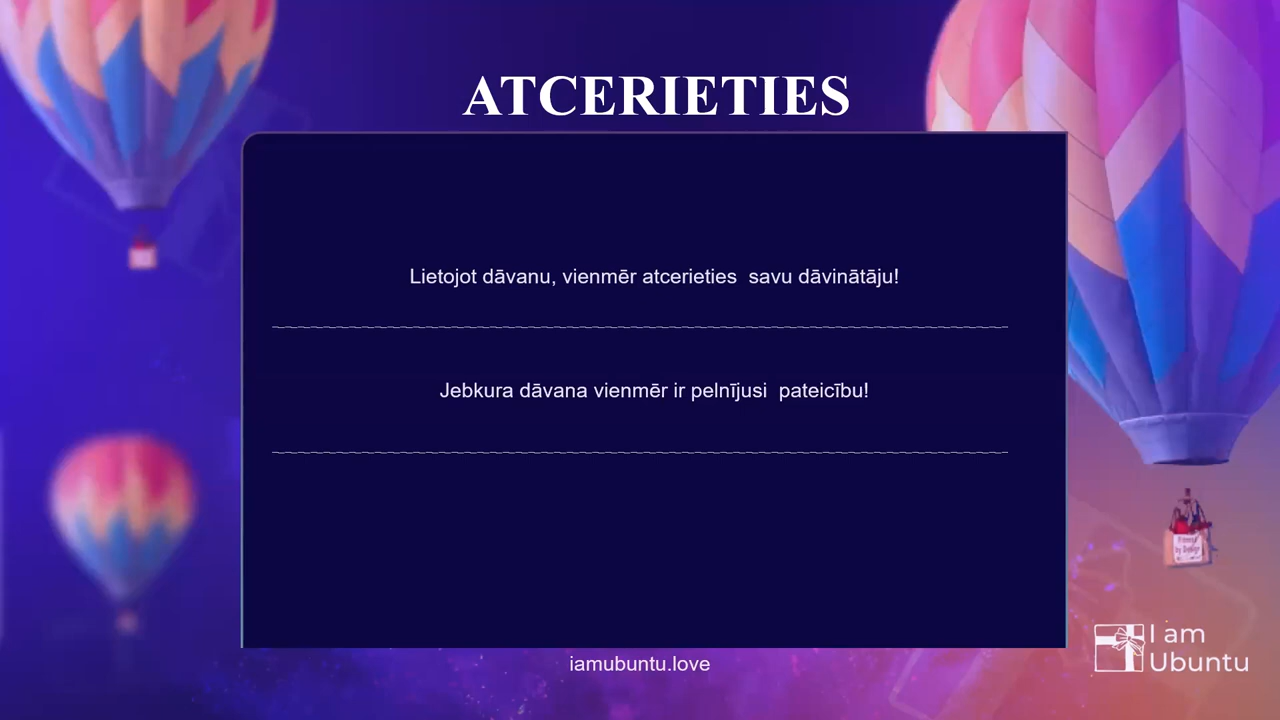 ATCERIETIES
Lietojot dāvanu, vienmēr atcerieties  savu dāvinātāju!
Jebkura dāvana vienmēr ir pelnījusi  pateicību!
iamubuntu.love
I am
Ubuntu